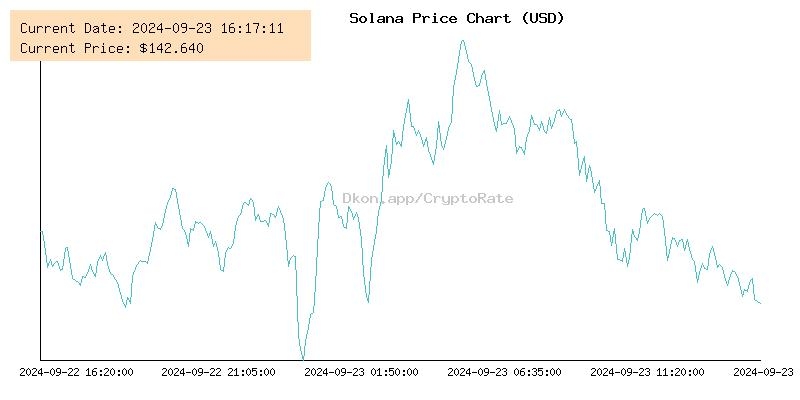 Solana Price Chart (USD)
Current Date: 2024-09-23 16:17:11
Current Price: $142.640
Dkon.app/CryptoRate
2024-09-22 16:20:00 2024-09-22 21:05:00 2024-09-23 01:50:00 2024-09-23 06:35:00 2024-09-23 11:20:00 2024-09-23